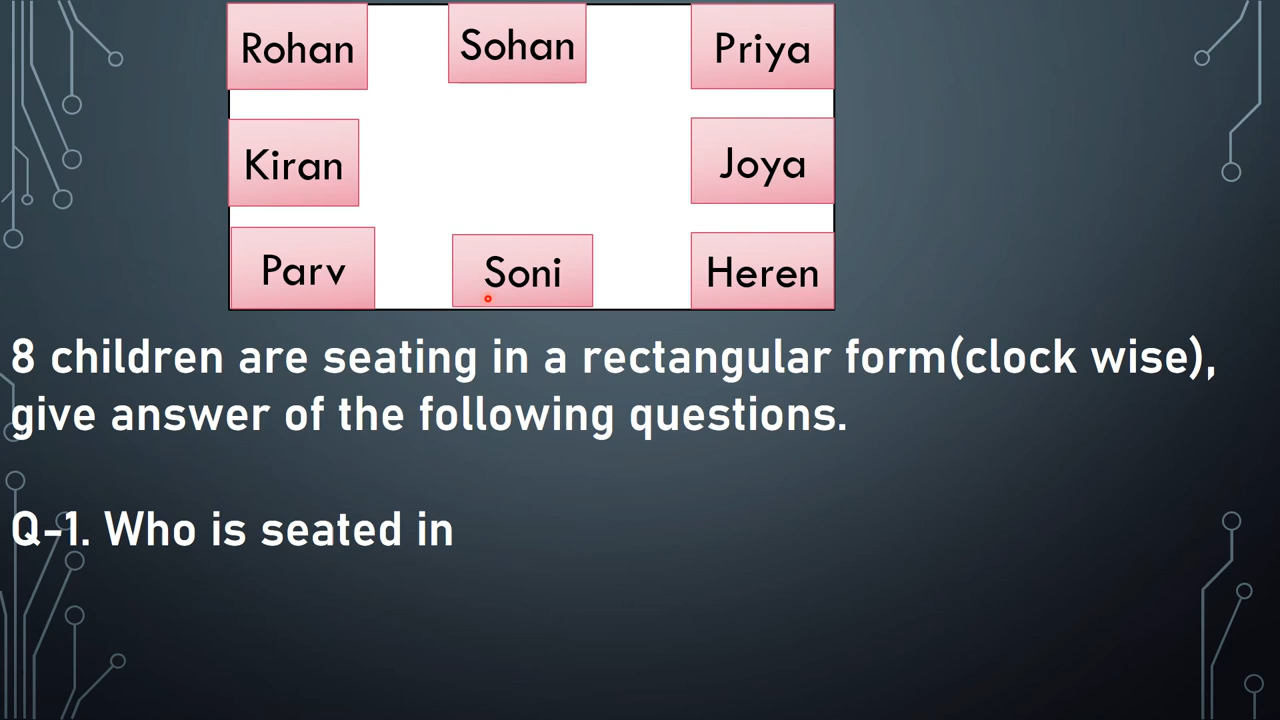 Rohan Sohan Priya
Kiran Joya
Parv Soni Heren
8 children are seating in a rectangular form(clock wise),
give answer of the following questions.
Q-1. Who is seated in